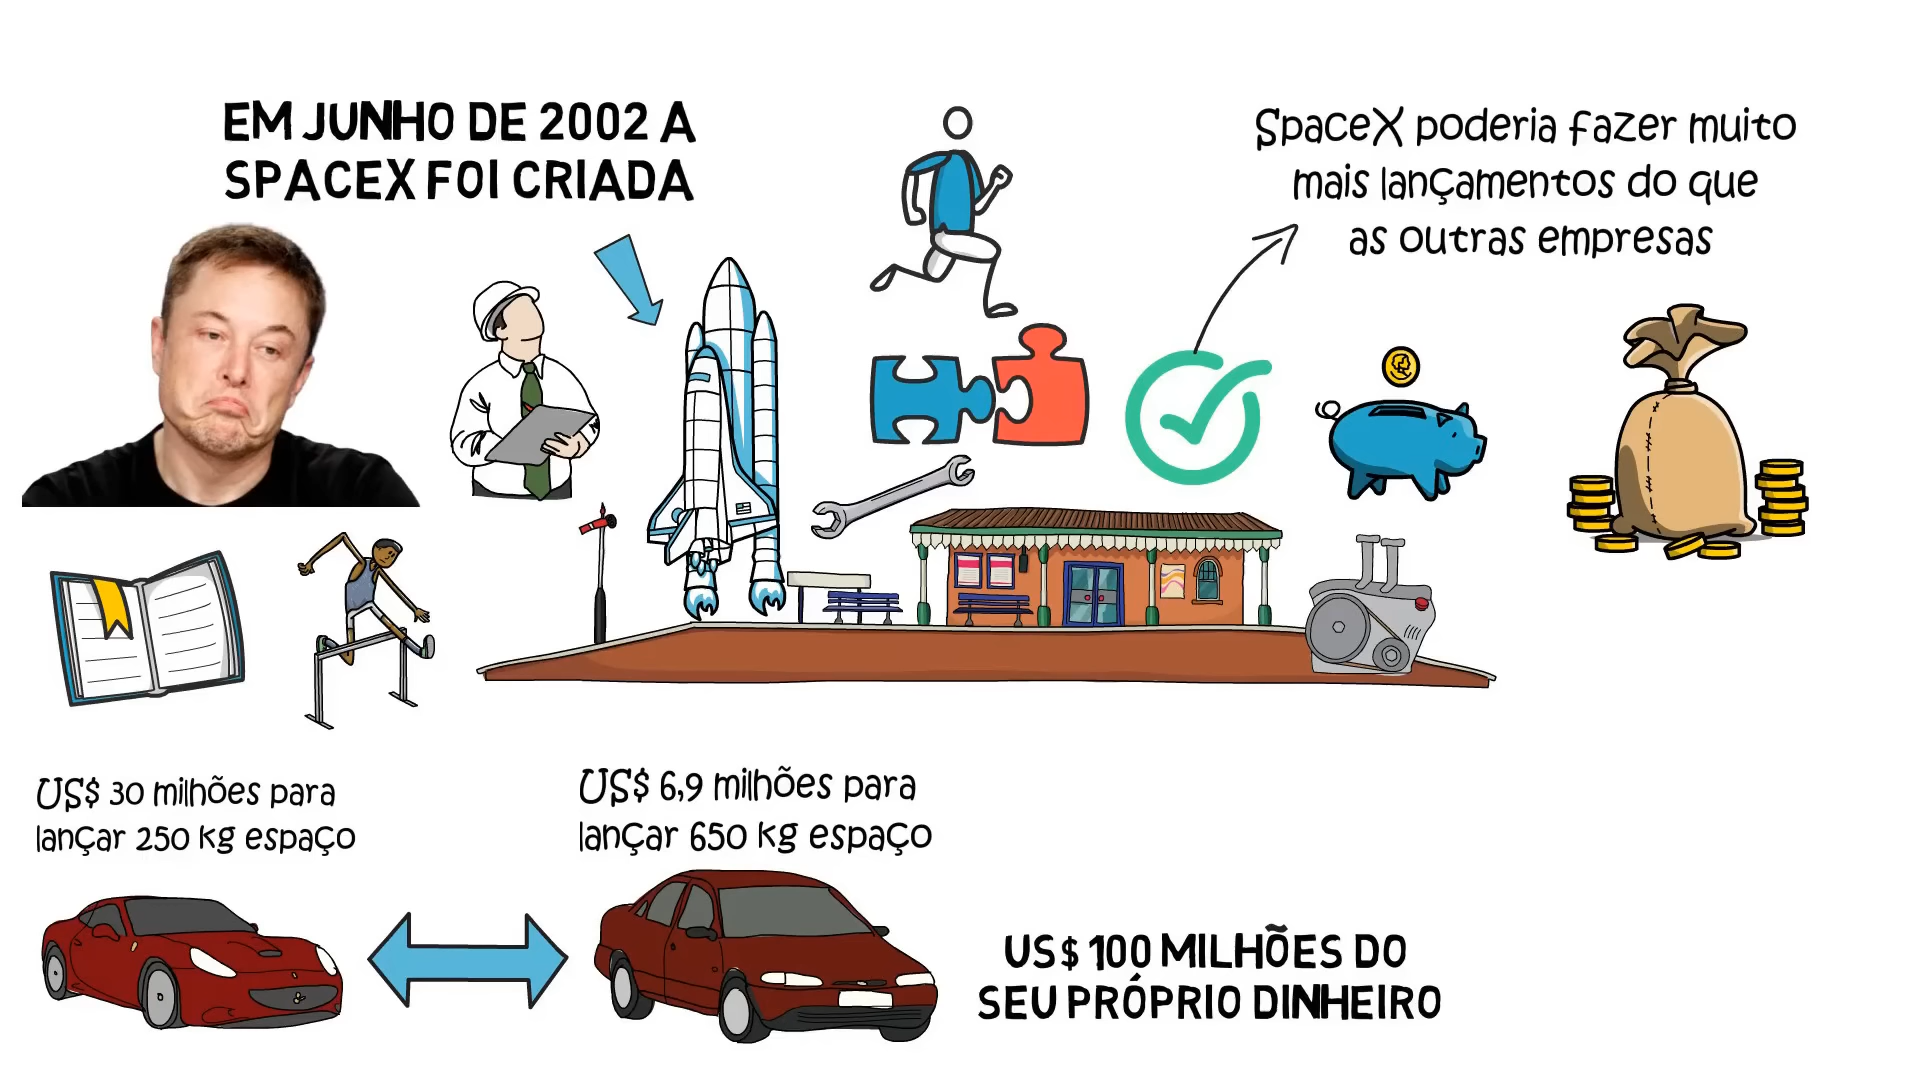 EM JUNHO DE 2002 A
SPACEX FOI CRIADA
SpaceX poderia fazer muito
mais lançamentos do que
as outras empresas
US$ 30 milhões para
lançar 250 kg espaço
US$ 6,9 milhões para
lançar 650 kg espaço
US$ 100 MILHÕES DO
SEU PRÓPRIO DINHEIRO